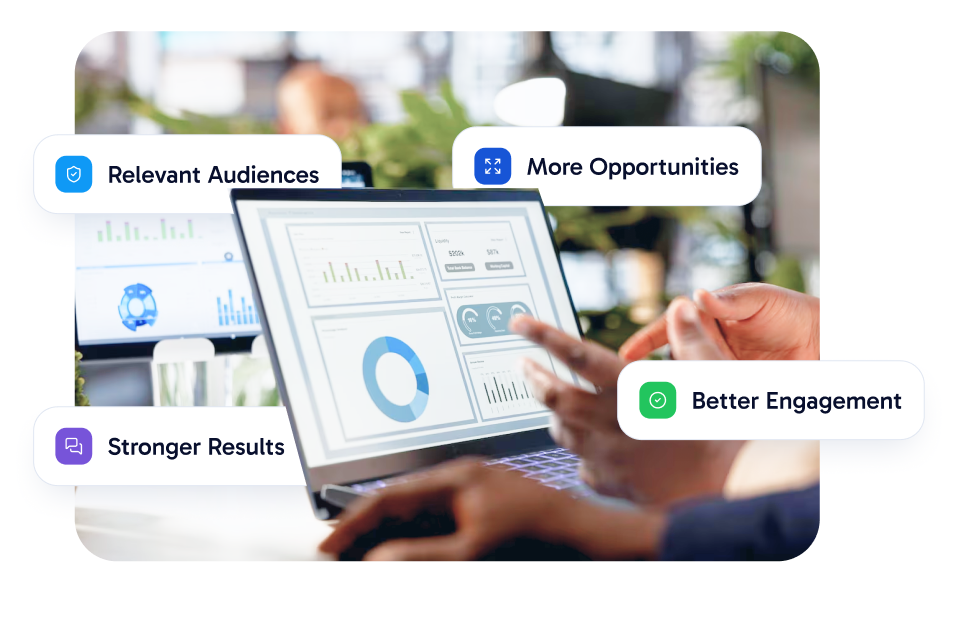 Relevant Audiences
More Opportunities
Better Engagement
Stronger Results